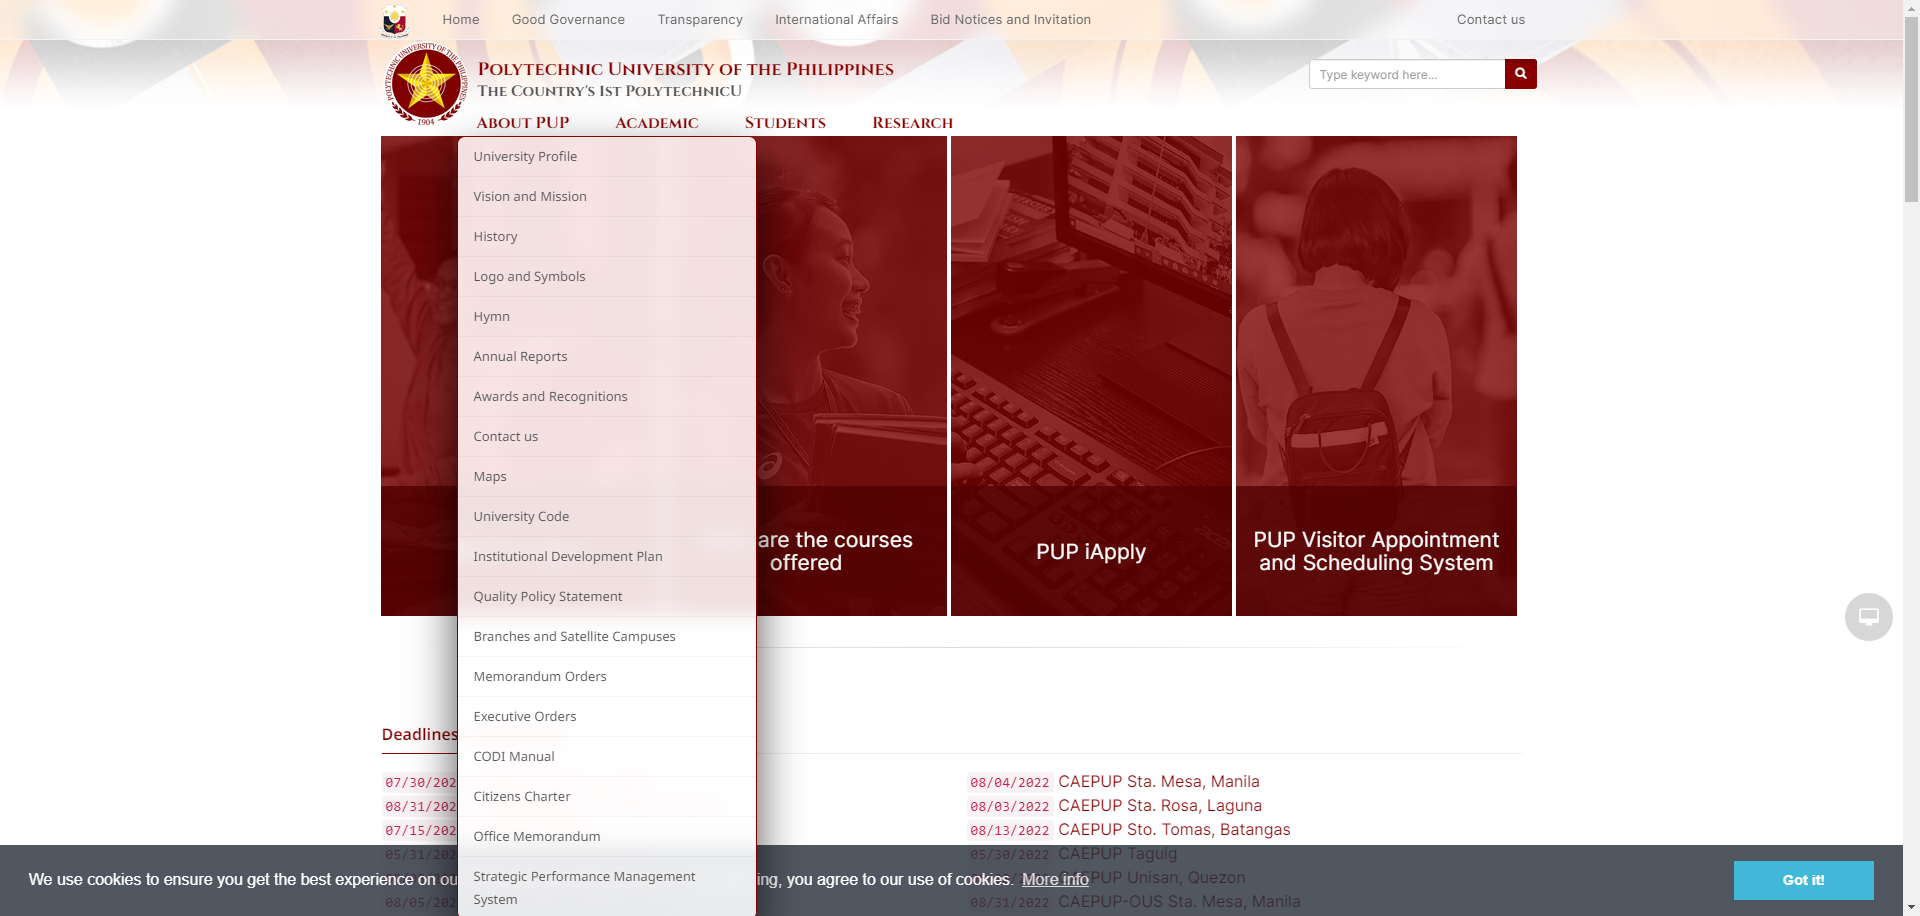 Home Good Governance Transparency International Affairs Bid Notices and Invitation Contact us
POLYTECHNIC UNIVERSITY OF THE PHILIPPINES
1904
Polytechnic University of the Philippines
The Country's 1st PolytechnicU
Type keyword here...
About PUP Academic Students Research
University Profile
Vision and Mission
History
Logo and Symbols
Hymn
Annual Reports
Awards and Recognitions
Contact us
Maps
University Code
Institutional Development Plan
Quality Policy Statement
Branches and Satellite Campuses
Memorandum Orders
Executive Orders
CODI Manual
Citizens Charter
Office Memorandum
Strategic Performance Management
System
are the courses
offered
PUP iApply
PUP Visitor Appointment
and Scheduling System
Deadlines
07/30/202
08/31/202
07/15/202
05/31/202
08/05/202
08/04/2022 CAEPUP Sta. Mesa, Manila
08/03/2022 CAEPUP Sta. Rosa, Laguna
08/13/2022 CAEPUP Sto. Tomas, Batangas
05/30/2022 CAEPUP Taguig
CAEPUP Unisan, Quezon
08/31/2022 CAEPUP-OUS Sta. Mesa, Manila
We use cookies to ensure you get the best experience on ou
ing, you agree to our use of cookies. More info
Got it!